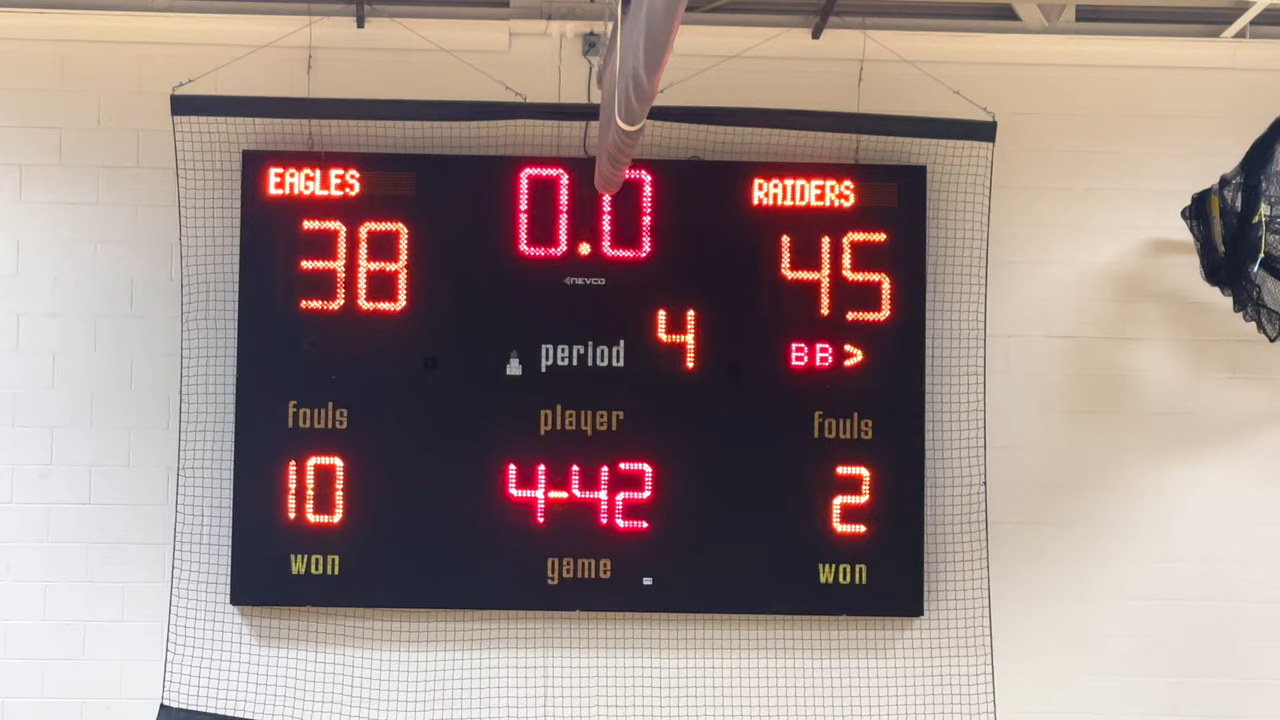 EAGLES 0.0 RAIDERS
38 45
NEVCO
period 4 BB>
fouls player fouls
10 4-42 2
won game won